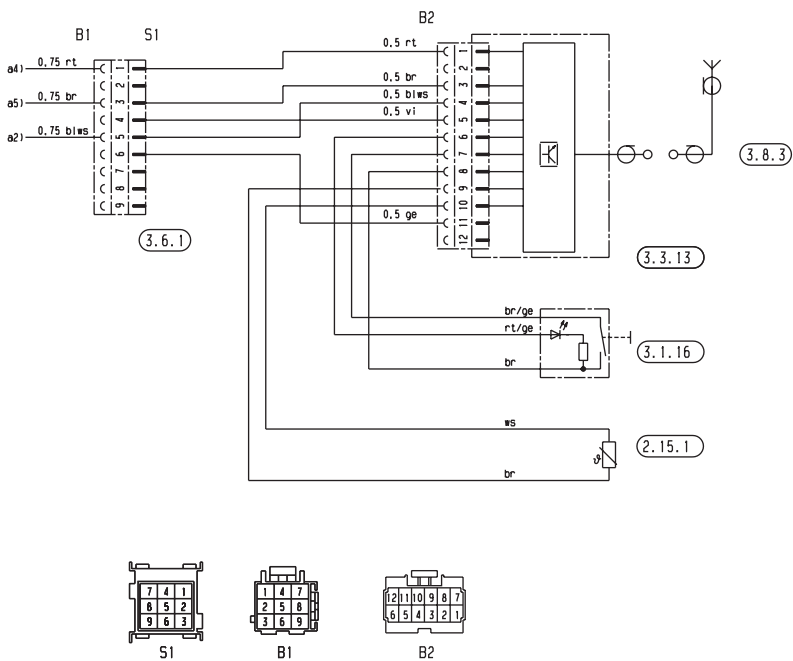 B2
B1 S1
0.5 rt
1
a4) 0.75 rt 1
2 2
0.5 br
3
a5) 0.75 br 3
0.5 blws
4
0.5 vi
4 5
a2) 0.75 blws 5 6
6 7
3.8.3
7 8
8 9
9 10
0.5 ge
11
12
3.6.1
3.3.13
br/ge
rt/ge
3.1.16
br
ws
2.15.1
ϑ
br
7 4 1
8 5 2
9 6 3
S1
1 4 7
2 5 8
3 6 9
B1
12 11 10 9 8 7
6 5 4 3 2 1
B2